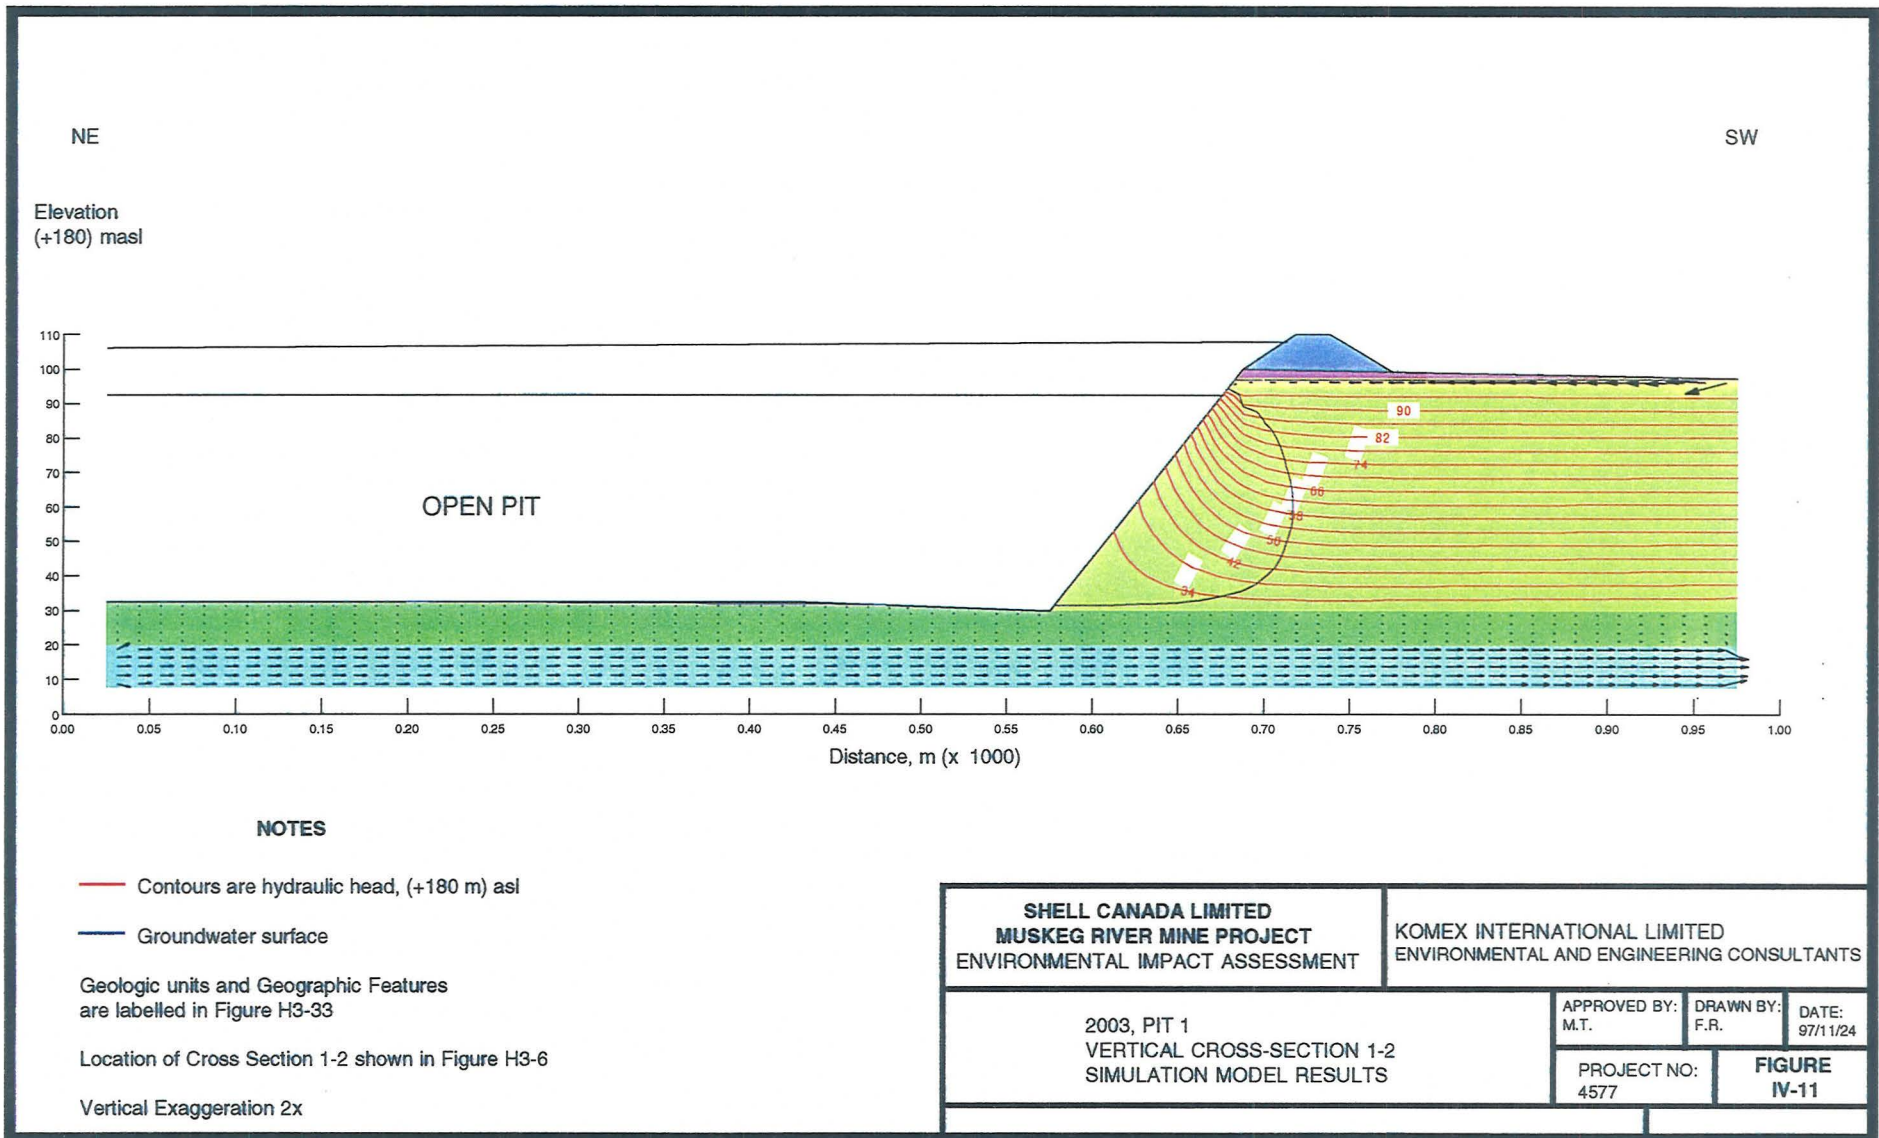 NE
SW
Elevation
(+180) masl
110
100
90
80
70
60
50
40
30
20
10
0
90
82
74
66
58
50
42
34
OPEN PIT
0.00 0.05 0.10 0.15 0.20 0.25 0.30 0.35 0.40 0.45 0.50 0.55 0.60 0.65 0.70 0.75 0.80 0.85 0.90 0.95 1.00
Distance, m (x 1000)
NOTES
Contours are hydraulic head, (+180 m) asl
Groundwater surface
Geologic units and Geographic Features
are labelled in Figure H3-33
Location of Cross Section 1-2 shown in Figure H3-6
Vertical Exaggeration 2x
SHELL CANADA LIMITED
MUSKEG RIVER MINE PROJECT
ENVIRONMENTAL IMPACT ASSESSMENT
KOMEX INTERNATIONAL LIMITED
ENVIRONMENTAL AND ENGINEERING CONSULTANTS
2003, PIT 1
VERTICAL CROSS-SECTION 1-2
SIMULATION MODEL RESULTS
APPROVED BY:
M.T.
DRAWN BY:
F.R.
DATE:
97/11/24
PROJECT NO:
4577
FIGURE
IV-11